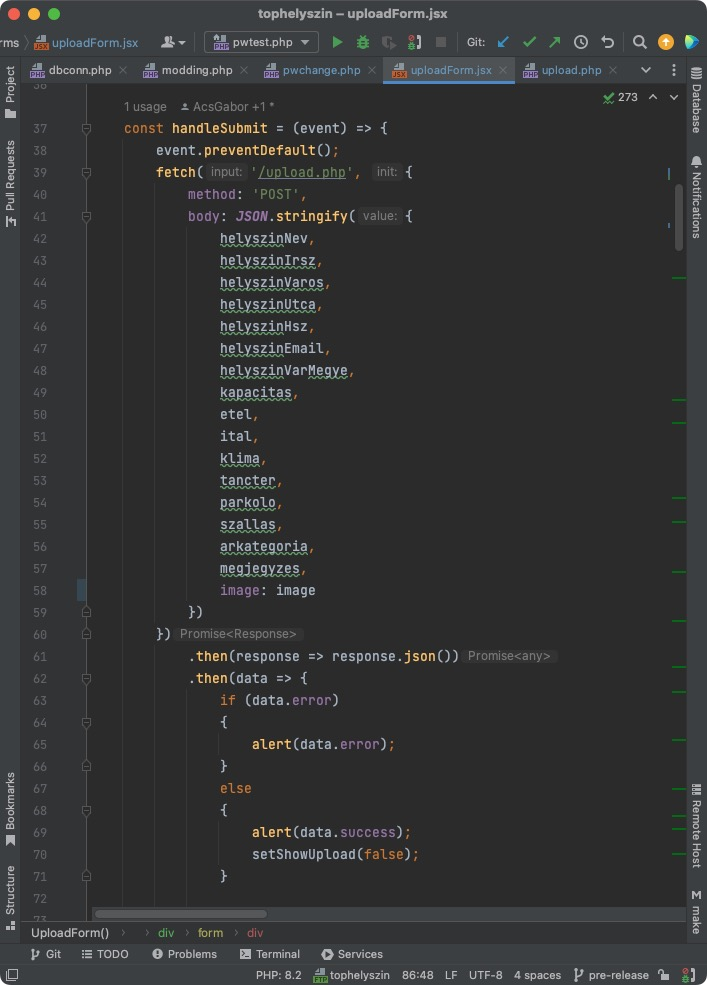 tophelyszin – uploadForm.jsx
rms uploadForm.jsx pwtest.php Git:
dbconn.php modding.php pwchange.php uploadForm.jsx upload.php
1 usage AcsGabor +1 *
273
37 const handleSubmit = (event) => {
38 event.preventDefault();
39 fetch( input: '/upload.php', init: {
40 method: 'POST',
41 body: JSON.stringify( value: {
42 helyszinNev,
43 helyszinIrsz,
44 helyszinVaros,
45 helyszinUtca,
46 helyszinHsz,
47 helyszinEmail,
48 helyszinVarMegye,
49 kapacitas,
50 etel,
51 ital,
52 klima,
53 tancter,
54 parkolo,
55 szallas,
56 arkategoria,
57 megjegyzes,
58 image: image
59 })
60 }) Promise<Response>
61 .then(response => response.json()) Promise<any>
62 .then(data => {
63 if (data.error)
64 {
65 alert(data.error);
66 }
67 else
68 {
69 alert(data.success);
70 setShowUpload(false);
71 }
72
Project
Pull Requests
Bookmarks
Structure
Database
Notifications
Remote Host
M make
UploadForm() › div › form › div
Git TODO Problems Terminal Services
PHP: 8.2 tophelyszin 86:48 LF UTF-8 4 spaces pre-release